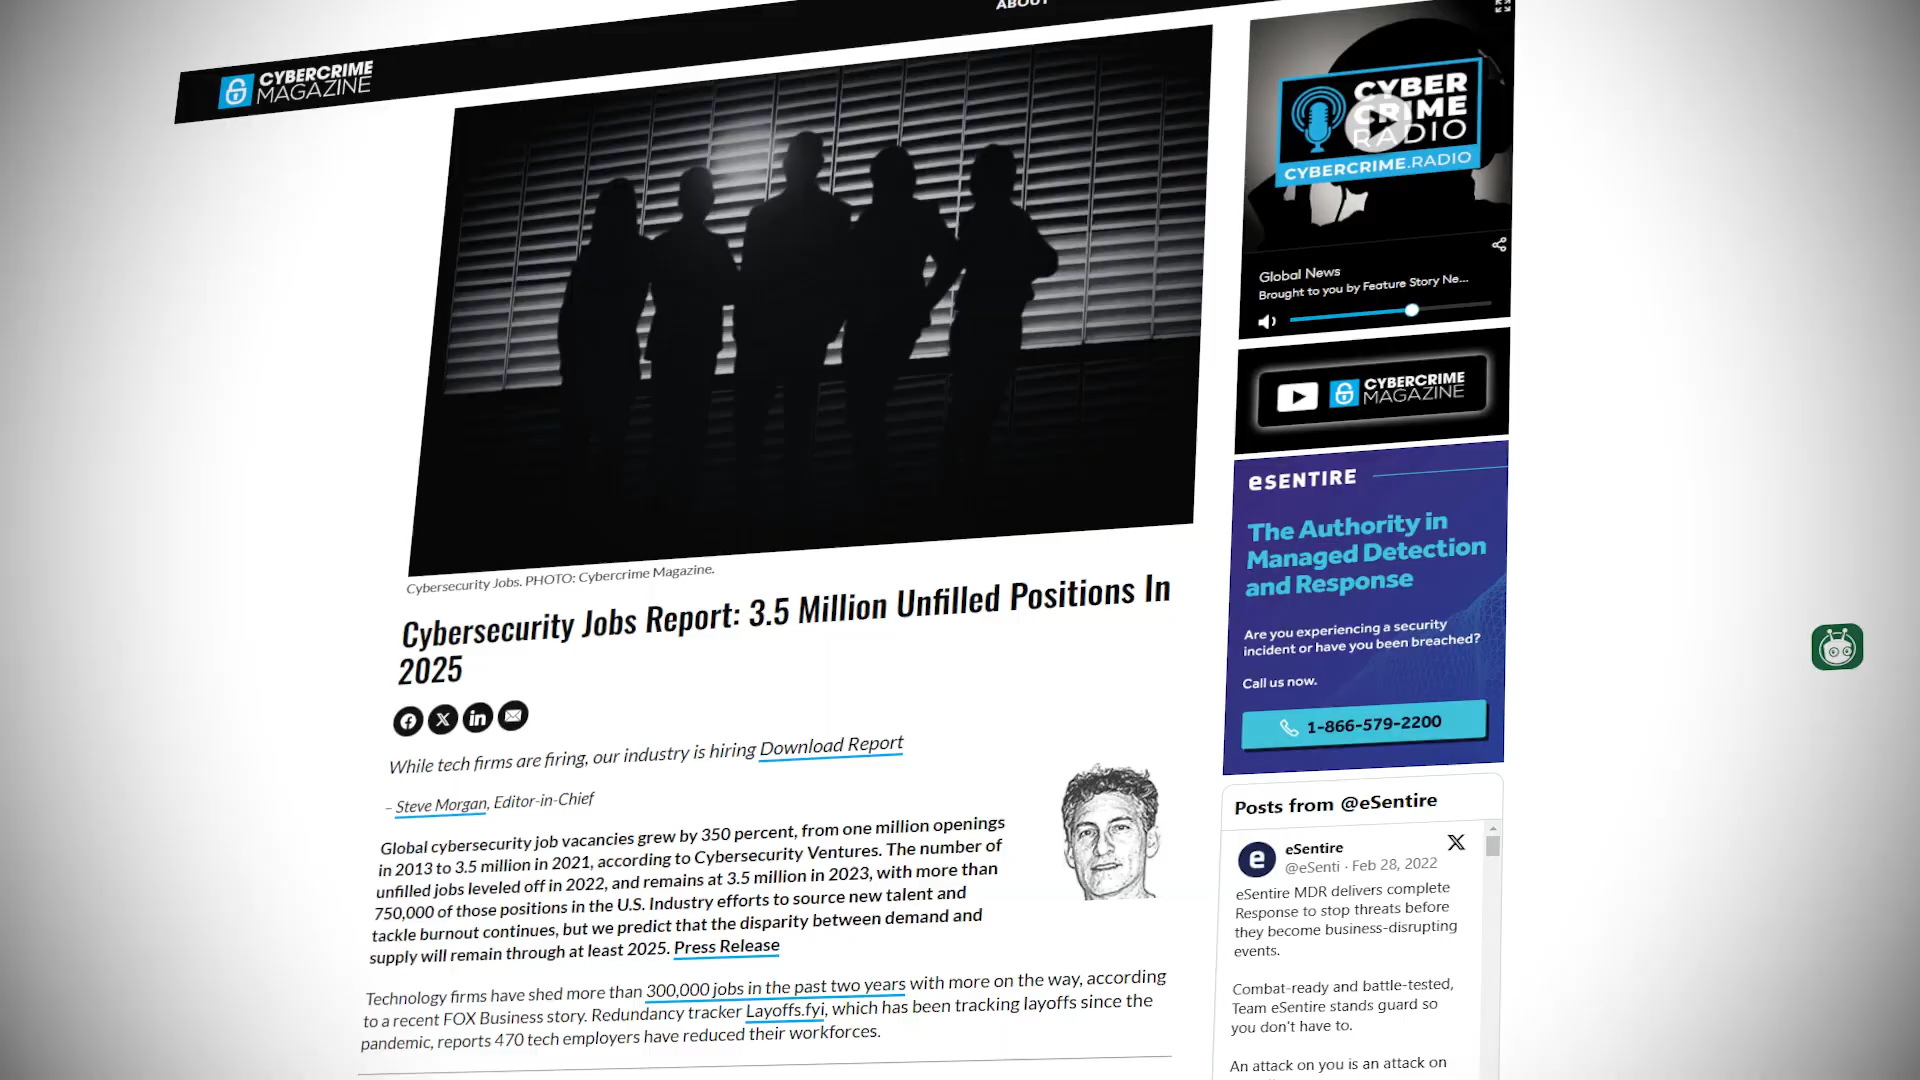 ABOUT
CYBERCRIME
MAGAZINE
CYBER
CRIME
RADIO
CYBERCRIME.RADIO
Global News
Brought to you by Feature Story Ne...
CYBERCRIME
MAGAZINE
eSENTIRE
The Authority in
Managed Detection
and Response
Are you experiencing a security
incident or have you been breached?
Call us now.
1-866-579-2200
Cybersecurity Jobs. PHOTO: Cybercrime Magazine.
Cybersecurity Jobs Report: 3.5 Million Unfilled Positions In
2025
While tech firms are firing, our industry is hiring Download Report
– Steve Morgan, Editor-in-Chief
Global cybersecurity job vacancies grew by 350 percent, from one million openings
in 2013 to 3.5 million in 2021, according to Cybersecurity Ventures. The number of
unfilled jobs leveled off in 2022, and remains at 3.5 million in 2023, with more than
750,000 of those positions in the U.S. Industry efforts to source new talent and
tackle burnout continues, but we predict that the disparity between demand and
supply will remain through at least 2025. Press Release
Technology firms have shed more than 300,000 jobs in the past two years with more on the way, according
to a recent FOX Business story. Redundancy tracker Layoffs.fyi, which has been tracking layoffs since the
pandemic, reports 470 tech employers have reduced their workforces.
Posts from @eSentire
eSentire
@eSenti · Feb 28, 2022
eSentire MDR delivers complete
Response to stop threats before
they become business-disrupting
events.
Combat-ready and battle-tested,
Team eSentire stands guard so
you don't have to.
An attack on you is an attack on